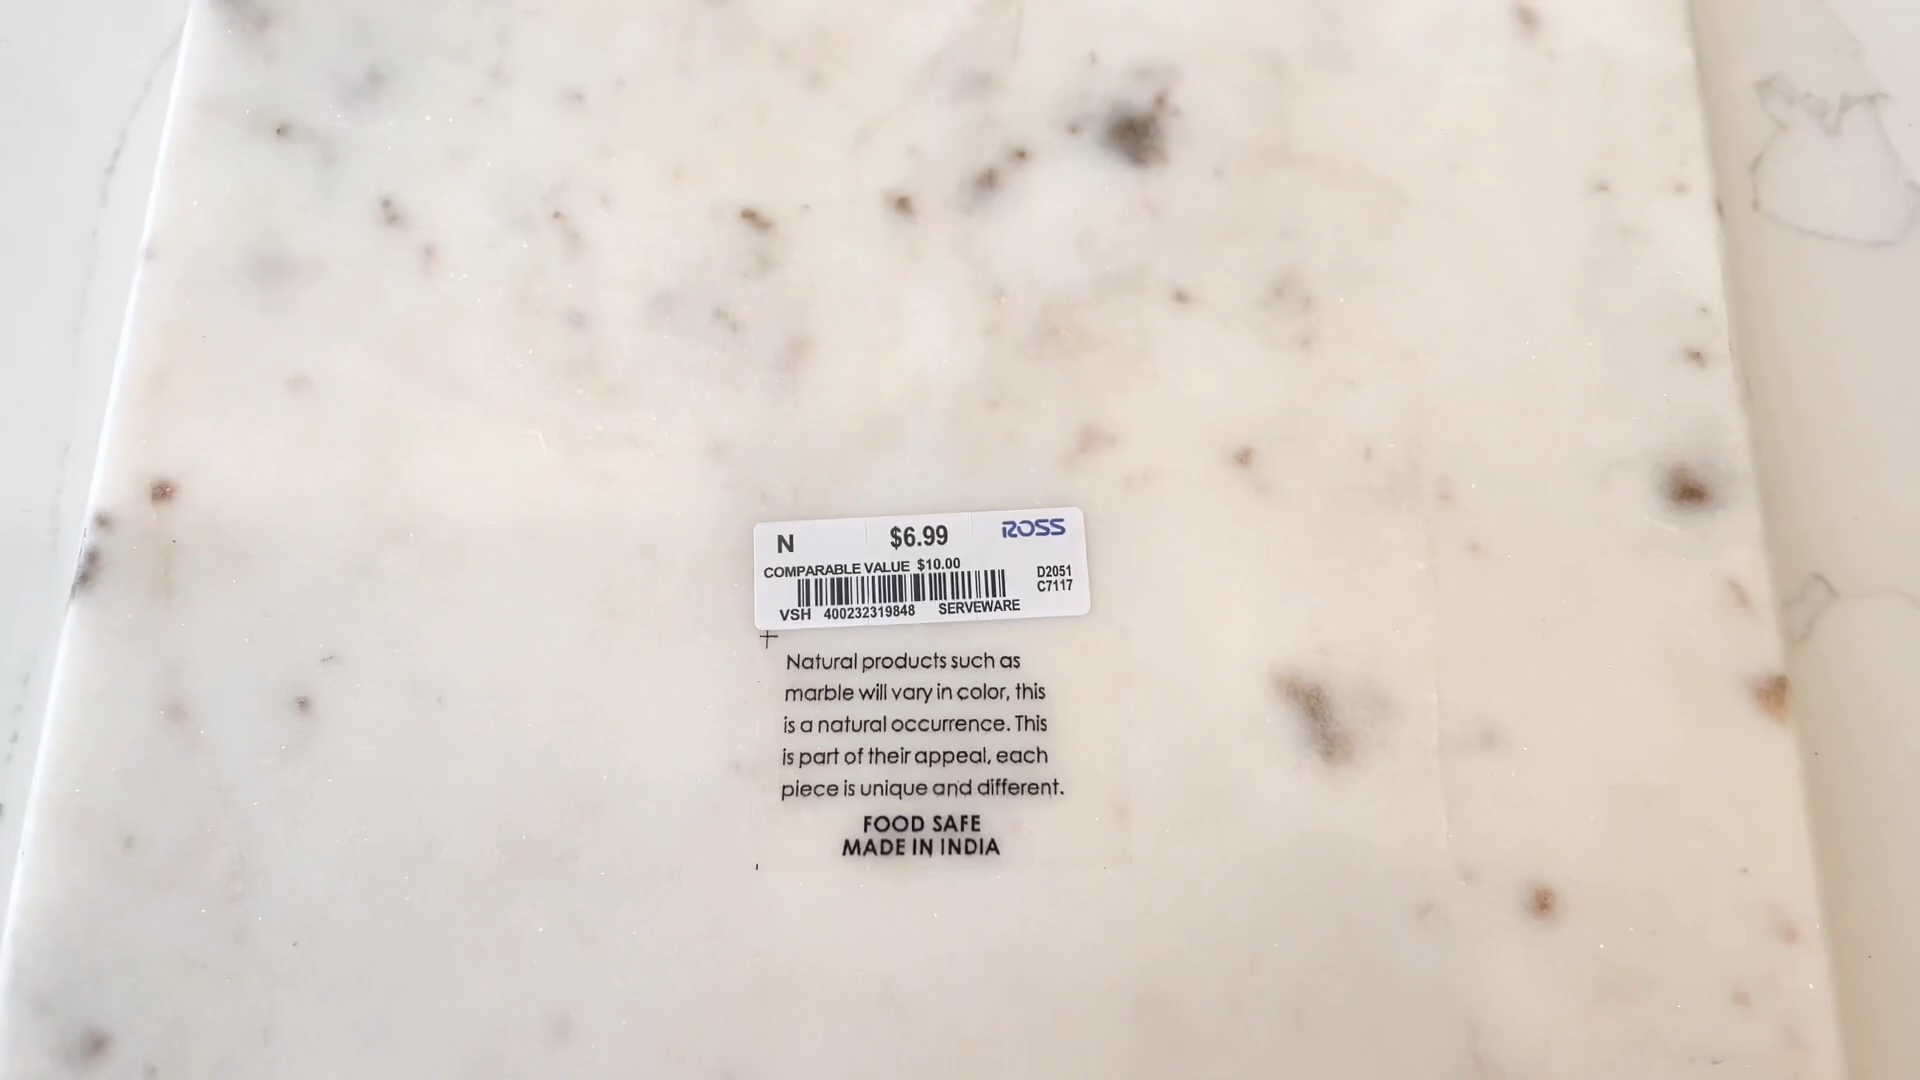 N $6.99 ROSS
COMPARABLE VALUE $10.00
D2051
C7117
VSH 400232319848 SERVEWARE
Natural products such as
marble will vary in color, this
is a natural occurrence. This
is part of their appeal, each
piece is unique and different.
FOOD SAFE
MADE IN INDIA